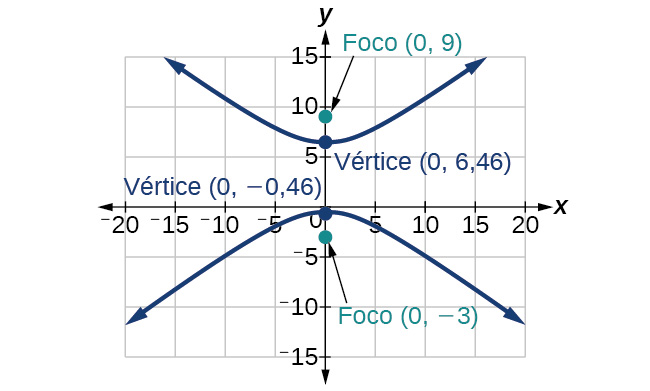 y
Foco (0, 9)
15
10
5
Vértice (0, 6,46)
Vértice (0, −0,46)
x
−20 −15 −10 −5 0 5 10 15 20
−5
−10
Foco (0, −3)
−15